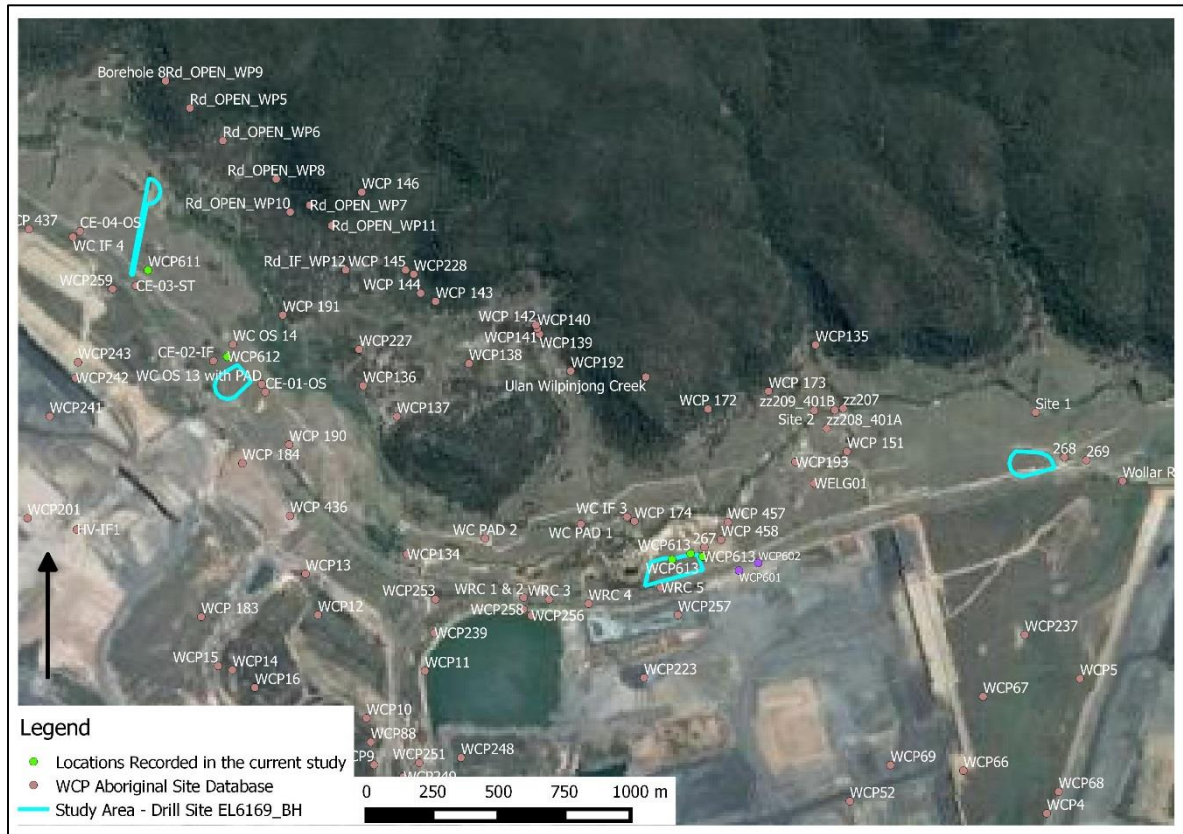 Borehole 8Rd_OPEN_WP9
Rd_OPEN_WP5
Rd_OPEN_WP6
Rd_OPEN_WP8
WCP 146
Rd_OPEN_WP10
Rd_OPEN_WP7
Rd_OPEN_WP11
CP 437
CE-04-OS
WC IF 4
WCP611
WCP259
CE-03-ST
Rd_IF_WP12
WCP 145
WCP228
WCP 144
WCP 143
WCP 191
WCP 142
WCP140
WCP141
WCP139
WC OS 14
WCP227
WCP135
CE-02-IF
WCP612
WCP243
WCP138
WCP192
WCP242
WC OS 13 with PAD
CE-01-OS
WCP136
Ulan Wilpinjong Creek
WCP 173
WCP241
WCP137
WCP 172
zz209_401B
zz207
Site 1
Site 2
zz208_401A
WCP 190
WCP 184
WCP 151
WCP193
268
269
WELG01
Wollar R
WCP201
HV-IF1
WCP 436
WC PAD 2
WC IF 3
WCP 174
WC PAD 1
WCP 457
WCP 458
WCP134
WCP613
267
WCP613
WCP602
WCP613
WCP601
WCP13
WCP253
WRC 1 & 2
WRC 3
WRC 4
WRC 5
WCP 183
WCP12
WCP258
WCP256
WCP257
WCP239
WCP237
WCP15
WCP14
WCP16
WCP11
WCP223
WCP5
WCP67
WCP10
WCP88
WCP9
WCP251
WCP248
WCP249
WCP69
WCP66
WCP68
WCP52
WCP4
Legend
Locations Recorded in the current study
WCP Aboriginal Site Database
Study Area - Drill Site EL6169_BH
0 250 500 750 1000 m